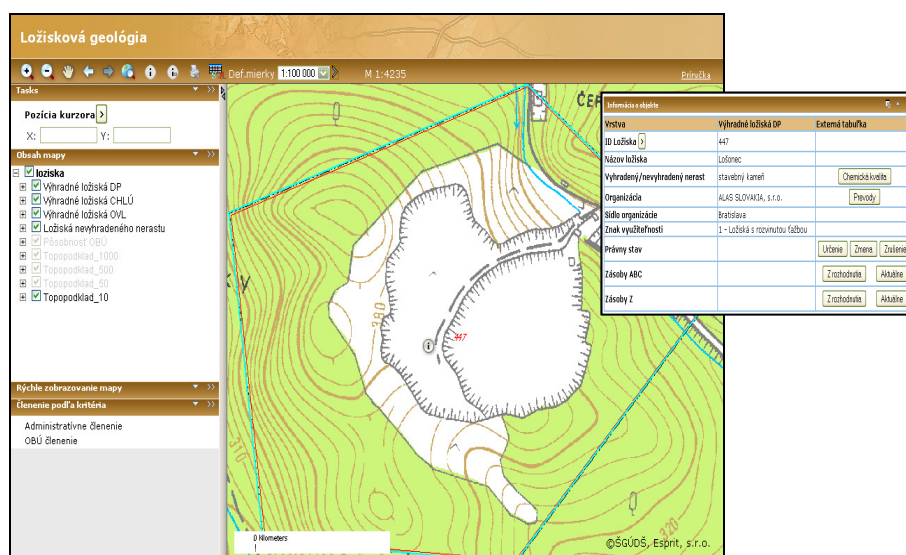 Ložisková geológia
Def.mierky 1:100 000 M 1:4235 Príručka
Tasks
Pozícia kurzora
X: Y:
Obsah mapy
loziska
Výhradné ložiská DP
Výhradné ložiská CHLÚ
Výhradné ložiská OVL
Ložiská nevyhradeného nerastu
Pôsobnosť OBÚ
Topopodklad_1000
Topopodklad_500
Topopodklad_50
Topopodklad_10
Rýchle zobrazovanie mapy
Členenie podľa kritéria
Administratívne členenie
OBÚ členenie
ČE
380
447
310
320
0 Kilometers
©ŠGÚDŠ, Esprit, s.r.o.
Informácia o objekte
Vrstva Výhradné ložiská DP Externá tabuľka
ID Ložiska 447
Názov ložiska Lošonec
Vyhradený/nevyhradený nerast stavebný kameň Chemická kvalita
Organizácia ALAS SLOVAKIA, s.r.o. Prevody
Sídlo organizácie Bratislava
Znak využiteľnosti 1 - Ložiská s rozvinutou ťažbou
Právny stav Určenie Zmena Zrušenie
Zásoby ABC Z rozhodnutia Aktuálne
Zásoby Z Z rozhodnutia Aktuálne